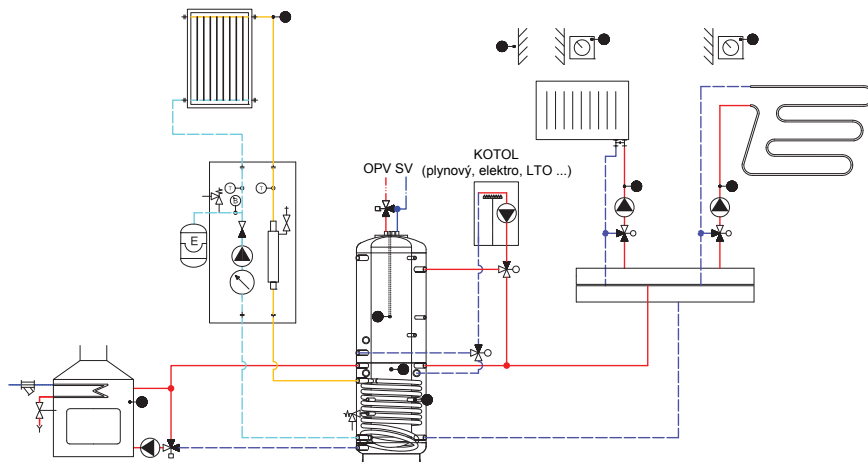 OPV SV
KOTOL
(plynový, elektro, LTO ...)
T
T
B
E